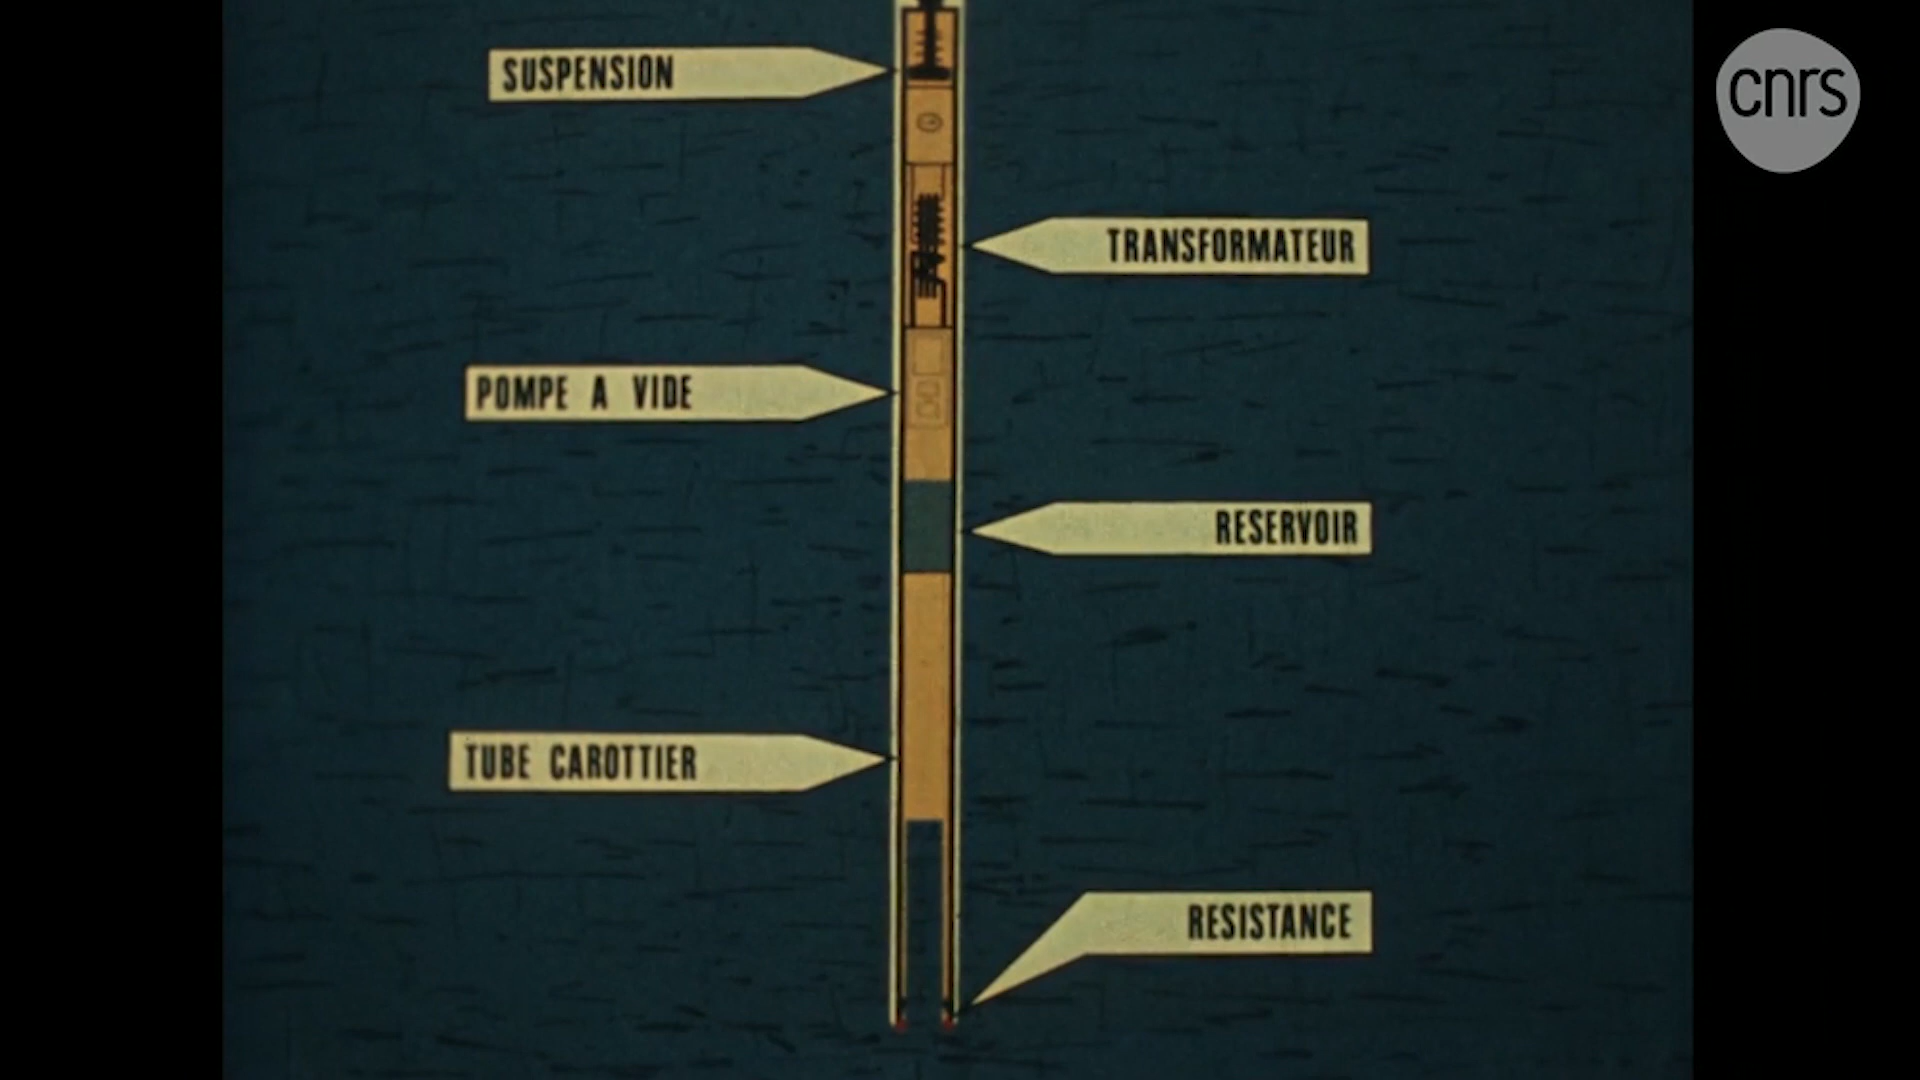 SUSPENSION
cnrs
TRANSFORMATEUR
POMPE A VIDE
RESERVOIR
TUBE CAROTTIER
RESISTANCE